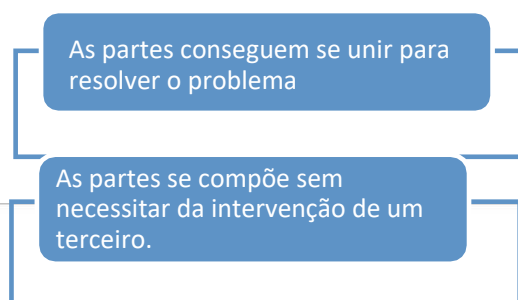 As partes conseguem se unir para
resolver o problema
As partes se compõe sem
necessitar da intervenção de um
terceiro.